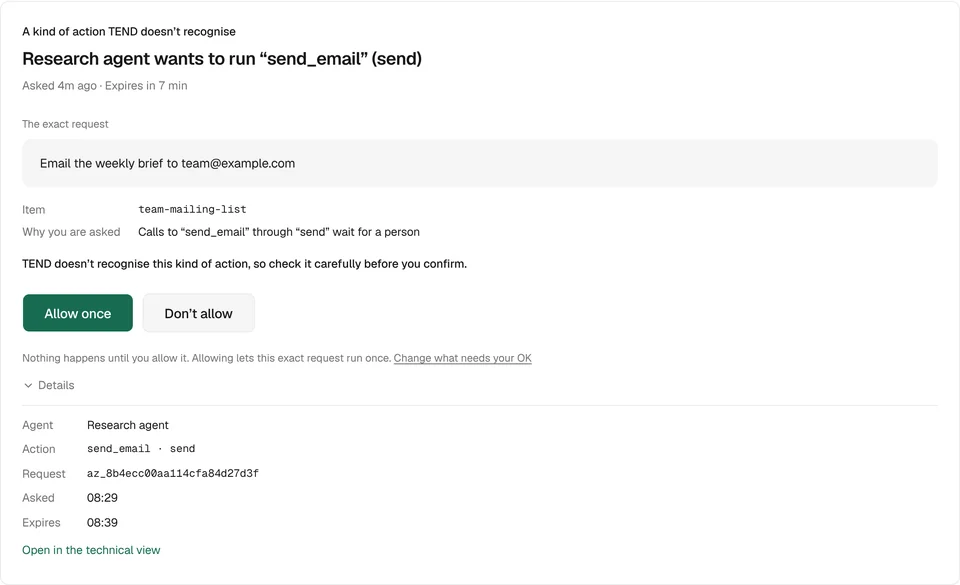 A kind of action TEND doesn’t recognise
Research agent wants to run “send_email” (send)
Asked 4m ago · Expires in 7 min
The exact request
Email the weekly brief to team@example.com
Item team-mailing-list
Why you are asked Calls to “send_email” through “send” wait for a person
TEND doesn’t recognise this kind of action, so check it carefully before you confirm.
Allow once Don’t allow
Nothing happens until you allow it. Allowing lets this exact request run once. Change what needs your OK
Details
Agent Research agent
Action send_email · send
Request az_8b4ecc00aa114cfa84d27d3f
Asked 08:29
Expires 08:39
Open in the technical view